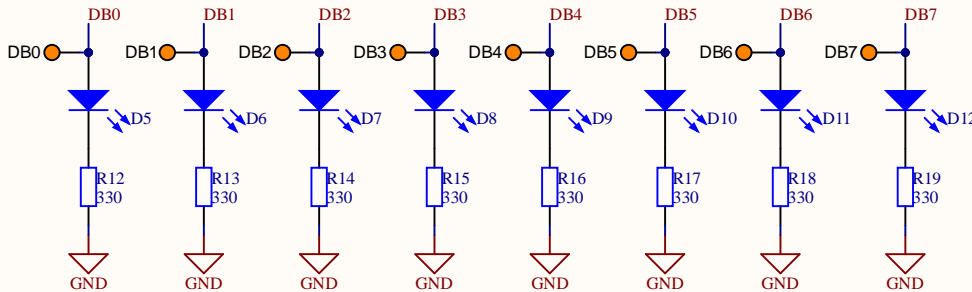 DB0 DB1 DB2 DB3 DB4 DB5 DB6 DB7
DB0 DB1 DB2 DB3 DB4 DB5 DB6 DB7
D5 D6 D7 D8 D9 D10 D11 D12
R12 R13 R14 R15 R16 R17 R18 R19
330 330 330 330 330 330 330 330
GND GND GND GND GND GND GND GND